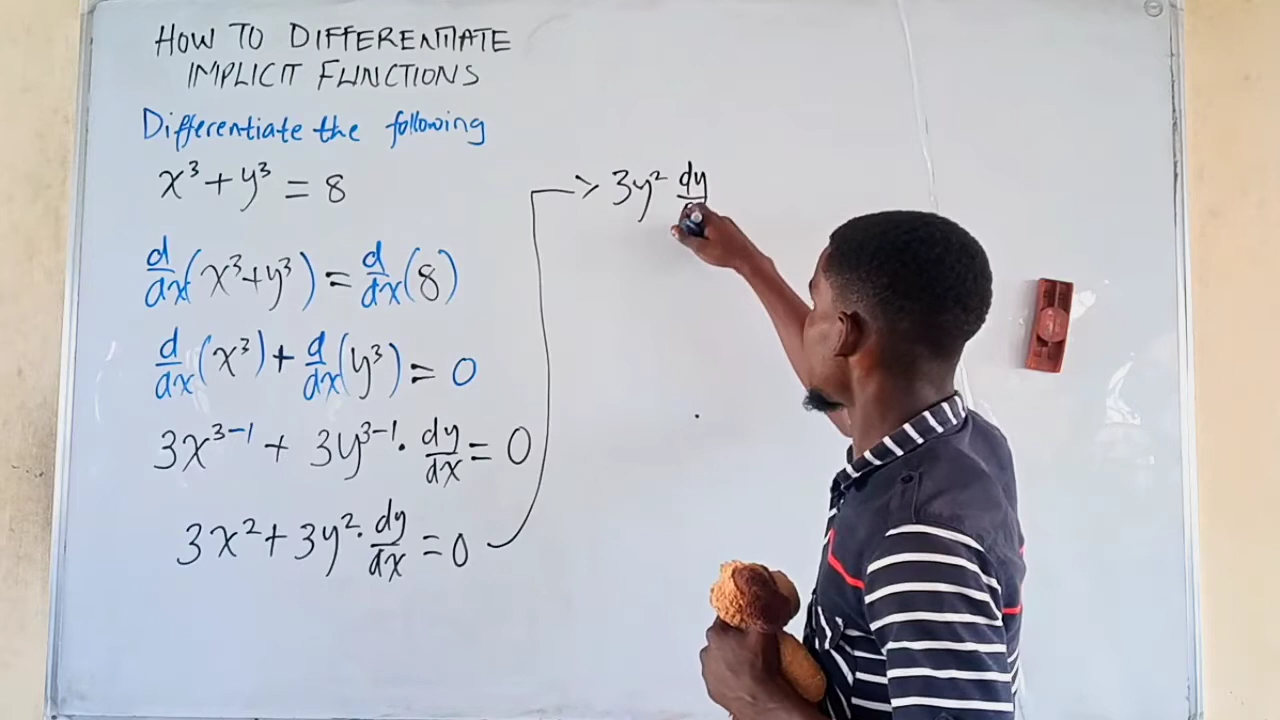 HOW TO DIFFERENTIATE
IMPLICIT FUNCTIONS
Differentiate the following
x³ + y³ = 8
d/dx(x³+y³) = d/dx(8)
d/dx(x³) + d/dx(y³) = 0
3x³⁻¹ + 3y³⁻¹ · dy/dx = 0
3x² + 3y² · dy/dx = 0
3y² dy